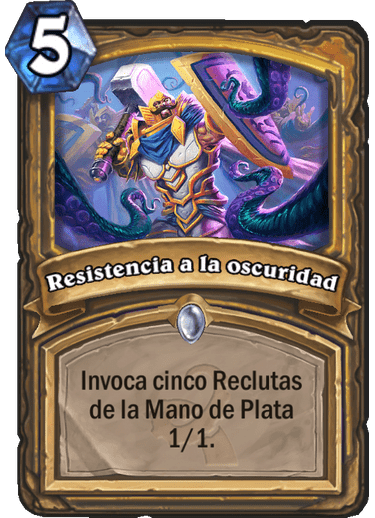 5
Resistencia a la oscuridad
Invoca cinco Reclutas
de la Mano de Plata
1/1.